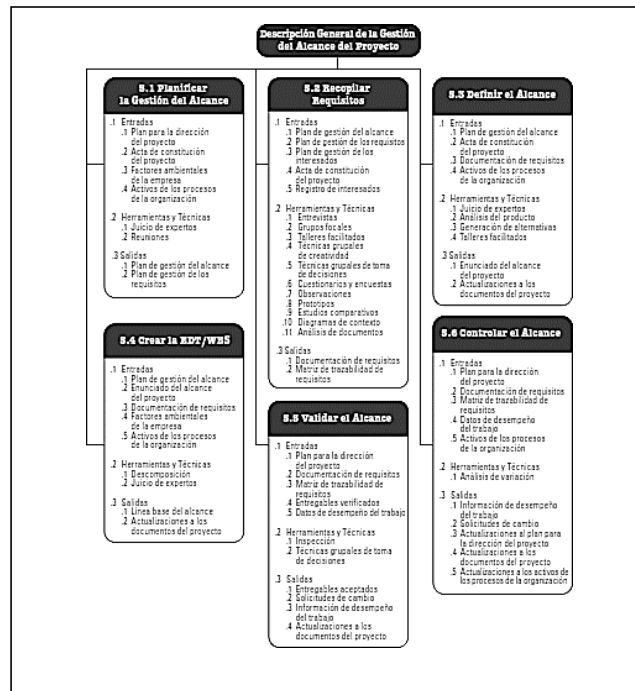 Descripción General de la Gestión
del Alcance del Proyecto
5.1 Planificar
la Gestión del Alcance
.1 Entradas
.1 Plan para la dirección
del proyecto
.2 Acta de constitución
del proyecto
.3 Factores ambientales
de la empresa
.4 Activos de los procesos
de la organización
.2 Herramientas y Técnicas
.1 Juicio de expertos
.2 Reuniones
.3 Salidas
.1 Plan de gestión del alcance
.2 Plan de gestión de los
requisitos
5.2 Recopilar
Requisitos
.1 Entradas
.1 Plan de gestión del alcance
.2 Plan de gestión de los requisitos
.3 Plan de gestión de los
interesados
.4 Acta de constitución
del proyecto
.5 Registro de interesados
.2 Herramientas y Técnicas
.1 Entrevistas
.2 Grupos focales
.3 Talleres facilitados
.4 Técnicas grupales
de creatividad
.5 Técnicas grupales de toma
de decisiones
.6 Cuestionarios y encuestas
.7 Observaciones
.8 Prototipos
.9 Estudios comparativos
.10 Diagramas de contexto
.11 Análisis de documentos
.3 Salidas
.1 Documentación de requisitos
.2 Matriz de trazabilidad de
requisitos
5.3 Definir el Alcance
.1 Entradas
.1 Plan de gestión del alcance
.2 Acta de constitución
del proyecto
.3 Documentación de requisitos
.4 Activos de los procesos
de la organización
.2 Herramientas y Técnicas
.1 Juicio de expertos
.2 Análisis del producto
.3 Generación de alternativas
.4 Talleres facilitados
.3 Salidas
.1 Enunciado del alcance
del proyecto
.2 Actualizaciones a los
documentos del proyecto
5.4 Crear la EDT/WBS
.1 Entradas
.1 Plan de gestión del alcance
.2 Enunciado del alcance
del proyecto
.3 Documentación de requisitos
.4 Factores ambientales
de la empresa
.5 Activos de los procesos
de la organización
.2 Herramientas y Técnicas
.1 Descomposición
.2 Juicio de expertos
.3 Salidas
.1 Línea base del alcance
.2 Actualizaciones a los
documentos del proyecto
5.5 Validar el Alcance
.1 Entradas
.1 Plan para la dirección
del proyecto
.2 Documentación de requisitos
.3 Matriz de trazabilidad de
requisitos
.4 Entregables verificados
.5 Datos de desempeño del trabajo
.2 Herramientas y Técnicas
.1 Inspección
.2 Técnicas grupales de toma
de decisiones
.3 Salidas
.1 Entregables aceptados
.2 Solicitudes de cambio
.3 Información de desempeño
del trabajo
.4 Actualizaciones a los
documentos del proyecto
5.6 Controlar el Alcance
.1 Entradas
.1 Plan para la dirección
del proyecto
.2 Documentación de requisitos
.3 Matriz de trazabilidad de
requisitos
.4 Datos de desempeño
del trabajo
.5 Activos de los procesos
de la organización
.2 Herramientas y Técnicas
.1 Análisis de variación
.3 Salidas
.1 Información de desempeño
del trabajo
.2 Solicitudes de cambio
.3 Actualizaciones al plan para
la dirección del proyecto
.4 Actualizaciones a los
documentos del proyecto
.5 Actualizaciones a los activos de
los procesos de la organización